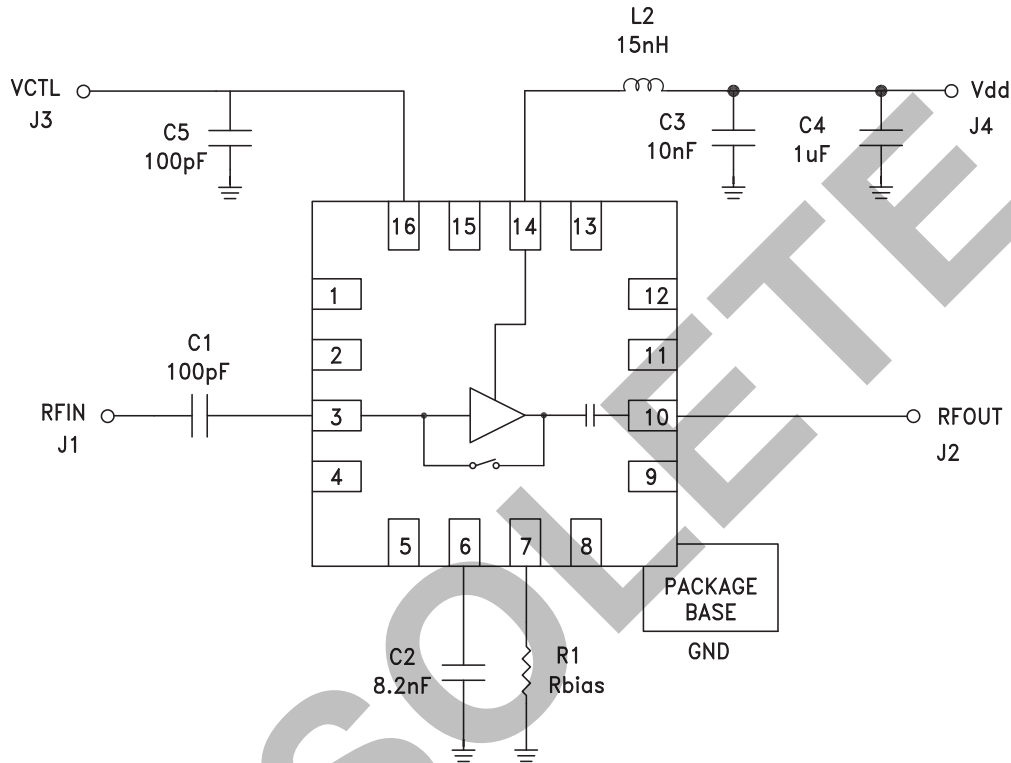 L2
15nH
VCTL
J3
C5
100pF
C3
10nF
C4
1uF
Vdd
J4
16
15
14
13
1
12
2
11
C1
100pF
RFIN
J1
3
10
RFOUT
J2
4
9
5
6
7
8
PACKAGE
BASE
GND
C2
8.2nF
R1
Rbias
SOLETE